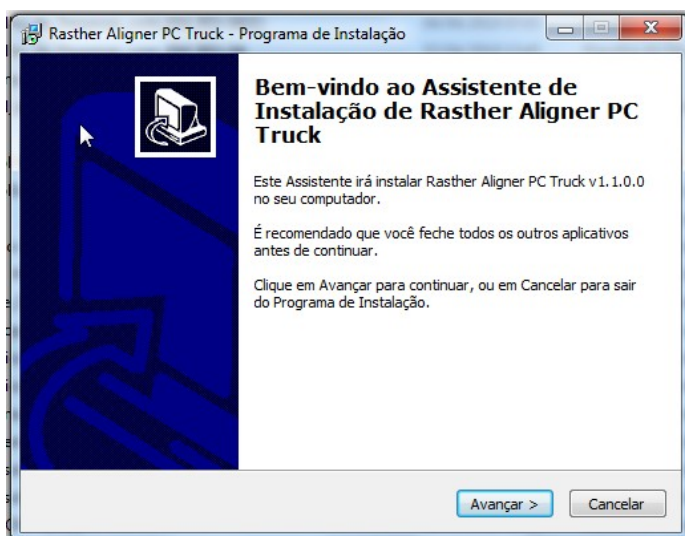 Rasther Aligner PC Truck - Programa de Instalação
Bem-vindo ao Assistente de
Instalação de Rasther Aligner PC
Truck
Este Assistente irá instalar Rasther Aligner PC Truck v1.1.0.0
no seu computador.
É recomendado que você feche todos os outros aplicativos
antes de continuar.
Clique em Avançar para continuar, ou em Cancelar para sair
do Programa de Instalação.
Avançar >
Cancelar